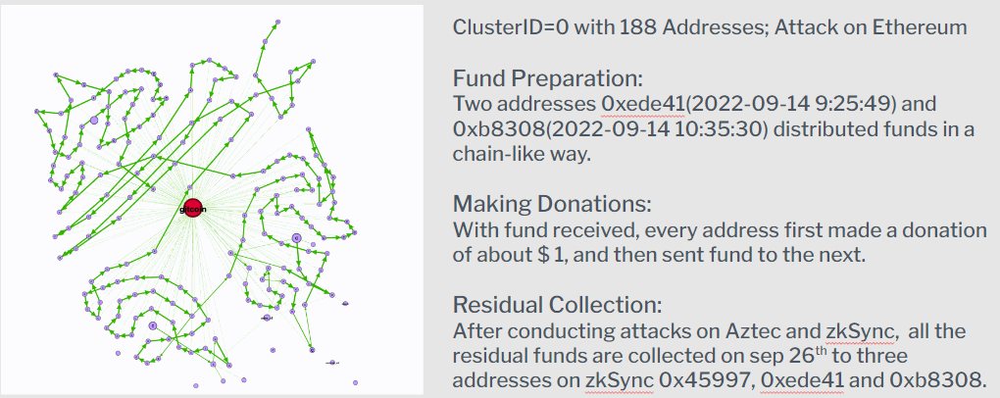 gitcoin
ClusterID=0 with 188 Addresses; Attack on Ethereum
Fund Preparation:
Two addresses 0xede41(2022-09-14 9:25:49) and
0xb8308(2022-09-14 10:35:30) distributed funds in a
chain-like way.
Making Donations:
With fund received, every address first made a donation
of about $ 1, and then sent fund to the next.
Residual Collection:
After conducting attacks on Aztec and zkSync, all the
residual funds are collected on sep 26th to three
addresses on zkSync 0x45997, 0xede41 and 0xb8308.